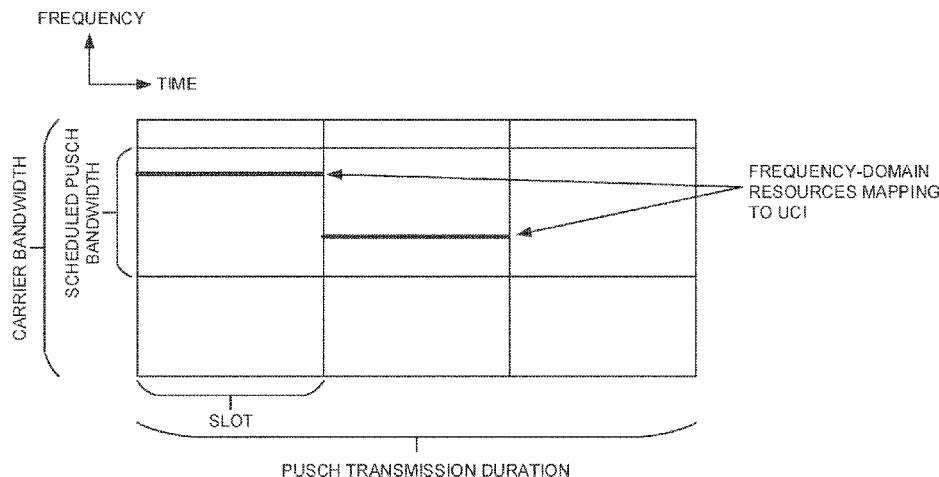 FREQUENCY
TIME
CARRIER BANDWIDTH
SCHEDULED PUSCH
BANDWIDTH
FREQUENCY-DOMAIN
RESOURCES MAPPING
TO UCI
SLOT
PUSCH TRANSMISSION DURATION